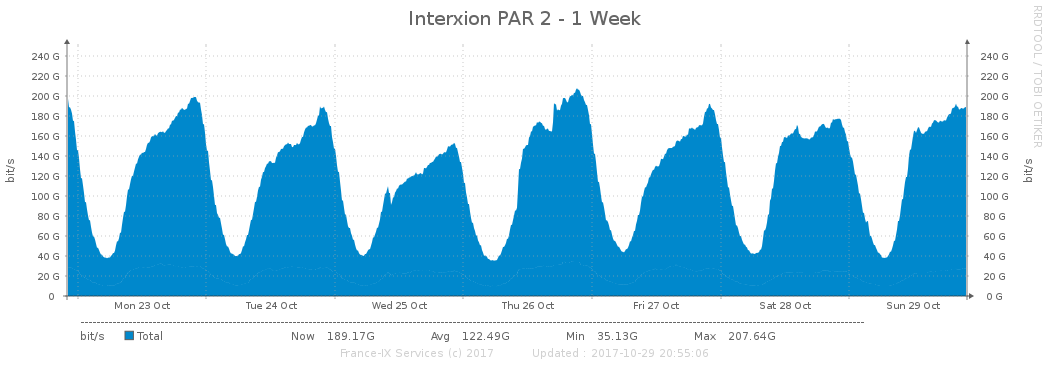 Interxion PAR 2 - 1 Week
RRDTOOL / TOBI OETIKER
bit/s
240 G 240 G
220 G 220 G
200 G 200 G
180 G 180 G
160 G 160 G
140 G 140 G
120 G 120 G
100 G 100 G
80 G 80 G
60 G 60 G
40 G 40 G
20 G 20 G
0 0 G
bit/s
Mon 23 Oct Tue 24 Oct Wed 25 Oct Thu 26 Oct Fri 27 Oct Sat 28 Oct Sun 29 Oct
bit/s Total Now 189.17G Avg 122.49G Min 35.13G Max 207.64G
France-IX Services (c) 2017 Updated : 2017-10-29 20:55:06